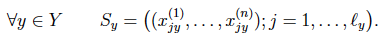 ∀y ∈ Y   S_y = ((x_{jy}^{(1)}, . . . , x_{jy}^{(n)}); j = 1, . . . , ℓ_y).